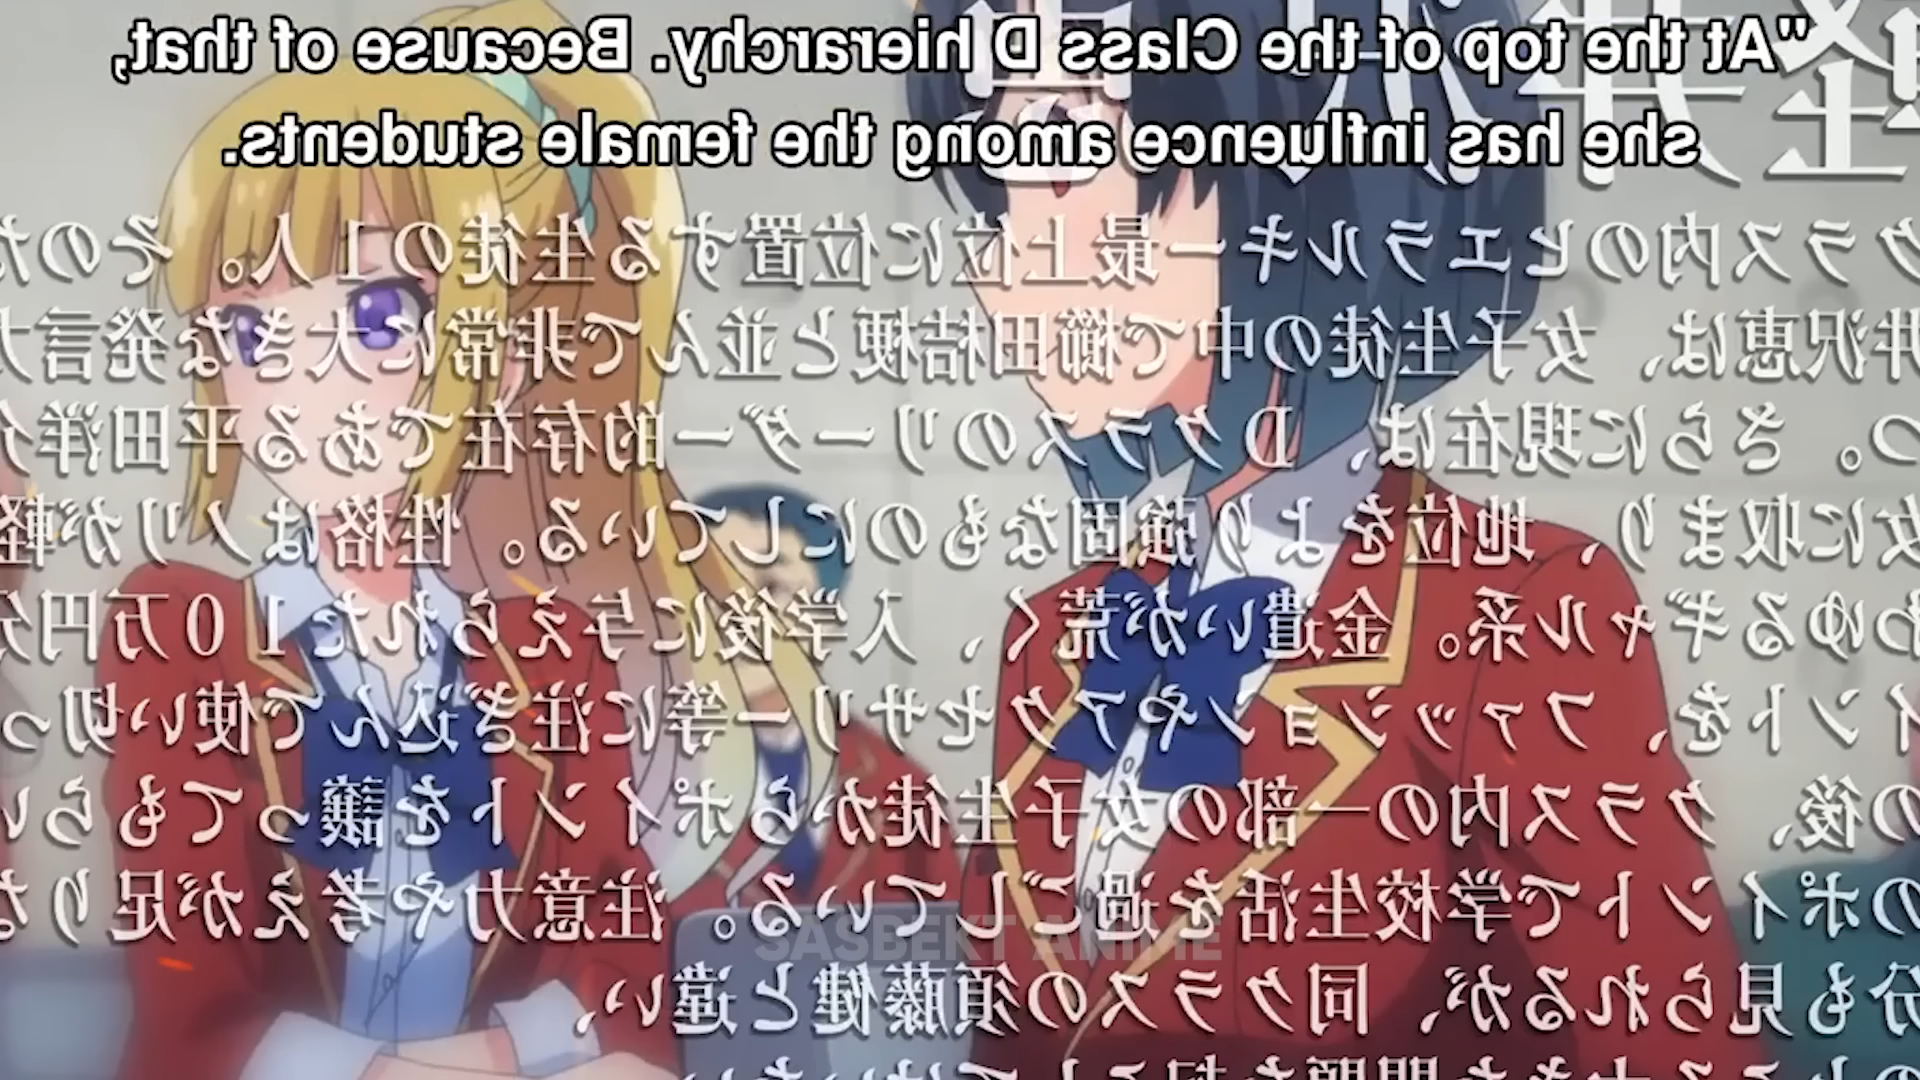 "At the top of the Class D hierarchy. Because of that,
she has influence among the female students.
クラス内のヒエラルキー最上位に位置する生徒の1人。そのた
井沢恵は、女子生徒の中で櫛田桔梗と並んで非常に大きな発言力
つ。さらに現在は、Dクラスのリーダー的存在である平田洋介
女に収まり、地位をより強固なものにしている。性格はノリが軽
わゆるギャル系。金遣いが荒く、入学後に与えられた10万円分
イントを、ファッションやアクセサリー等に注ぎ込んで使い切っ
の後、クラス内の一部の女子生徒からポイントを譲ってもらい
のポイントで学校生活を過ごしている。注意力や考えが足りな
分も見られるが、同クラスの須藤健と違い、
SASBEKT ANIME